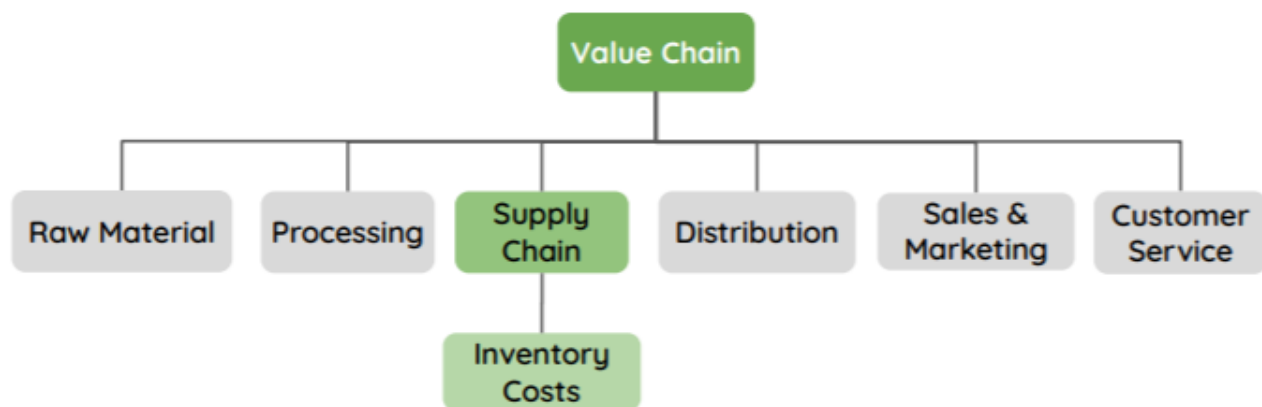 Value Chain
Raw Material
Processing
Supply
Chain
Distribution
Sales &
Marketing
Customer
Service
Inventory
Costs